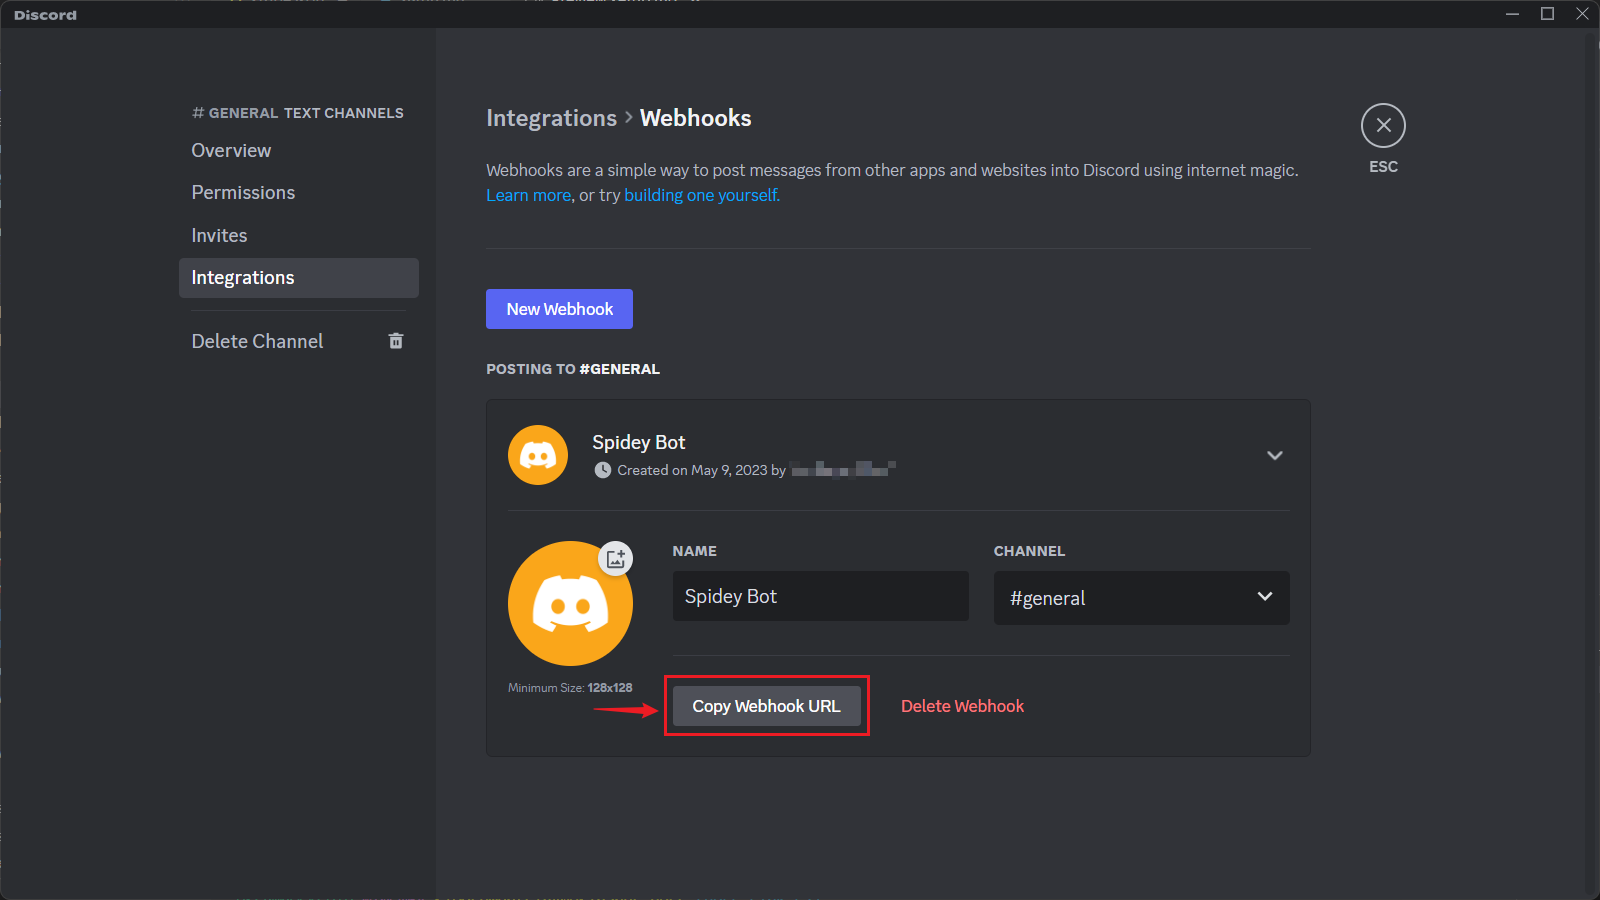 Discord
# GENERAL TEXT CHANNELS
Overview
Permissions
Invites
Integrations
Delete Channel
Integrations > Webhooks
Webhooks are a simple way to post messages from other apps and websites into Discord using internet magic.
Learn more, or try building one yourself.
ESC
New Webhook
POSTING TO #GENERAL
Spidey Bot
Created on May 9, 2023 by
NAME
CHANNEL
Spidey Bot
#general
Minimum Size: 128x128
Copy Webhook URL
Delete Webhook